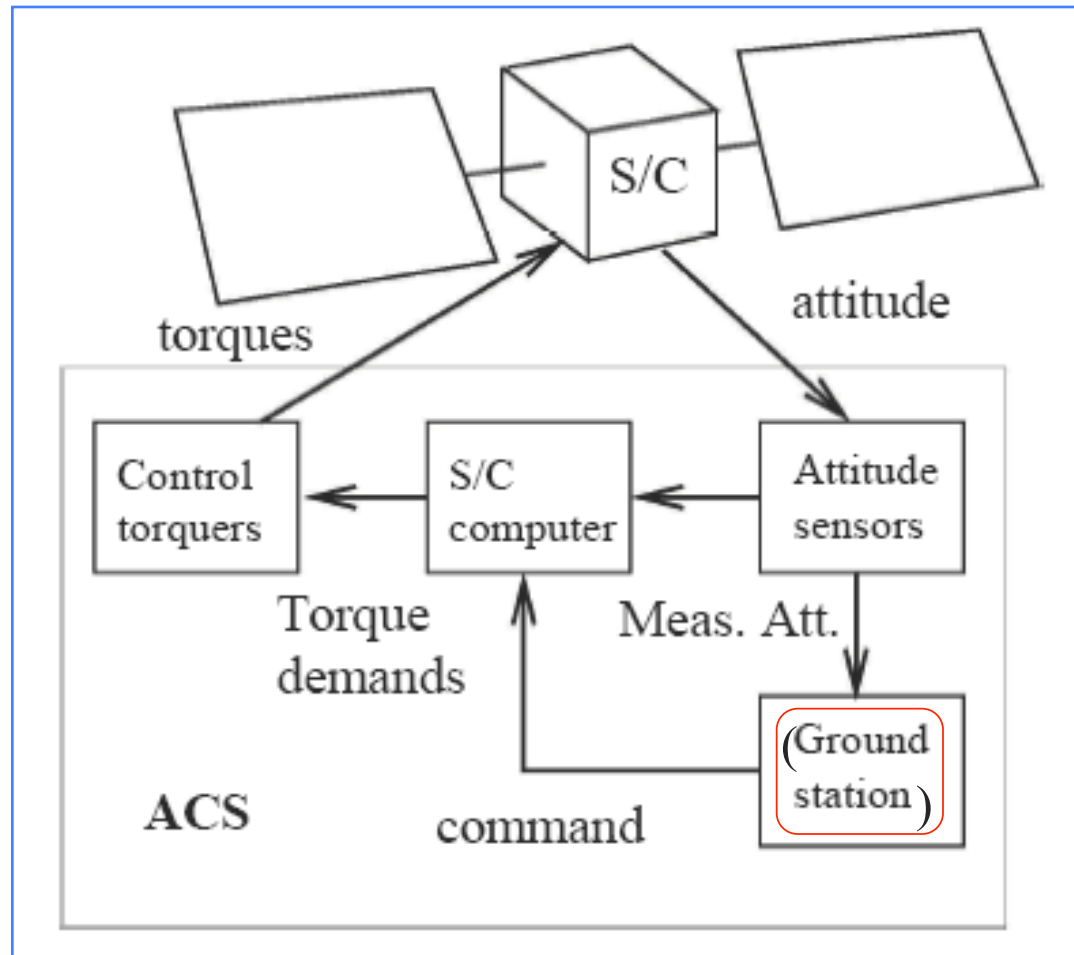 S/C
attitude
torques
Control
torquers
S/C
computer
Attitude
sensors
Torque
demands
Meas. Att.
(Ground
station)
command
ACS